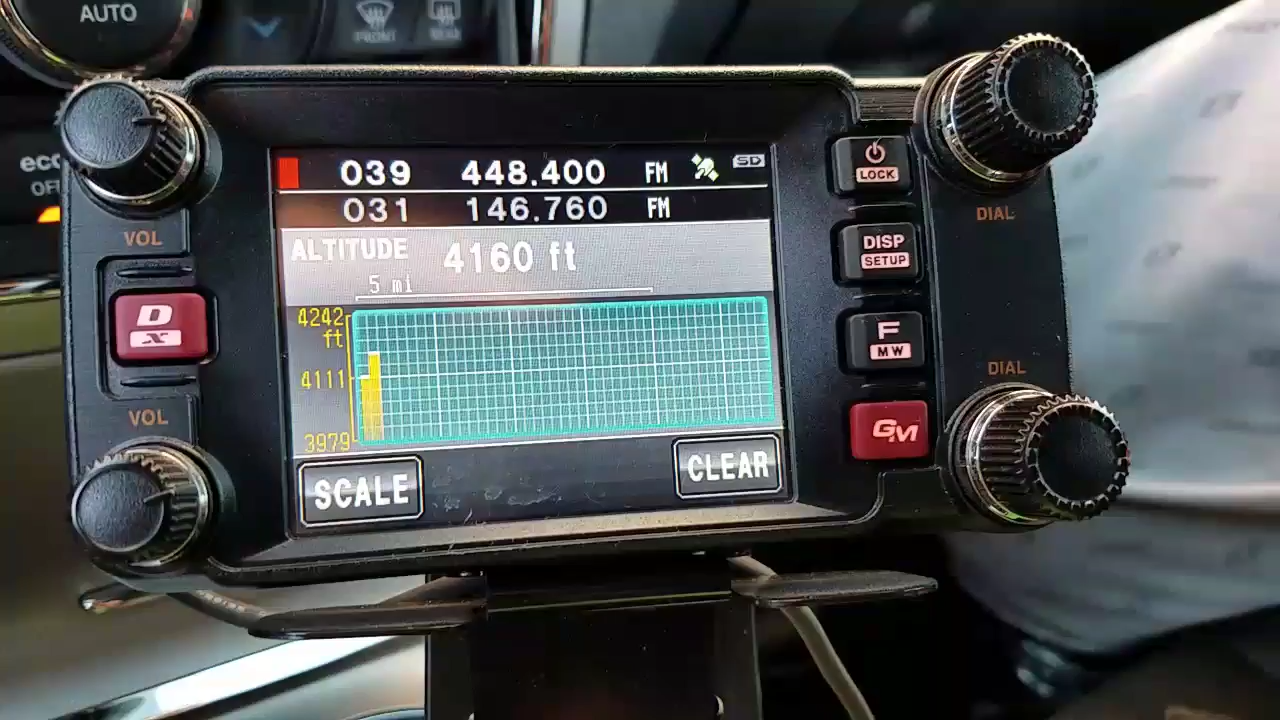 AUTO
FRONT
REAR
eco
OFF
039 448.400 FM SD
031 146.760 FM
ALTITUDE 4160 ft
5 mi
4242
ft
4111
3979
SCALE
CLEAR
VOL
D
X
VOL
LOCK
DISP
SETUP
F
MW
GM
DIAL
DIAL